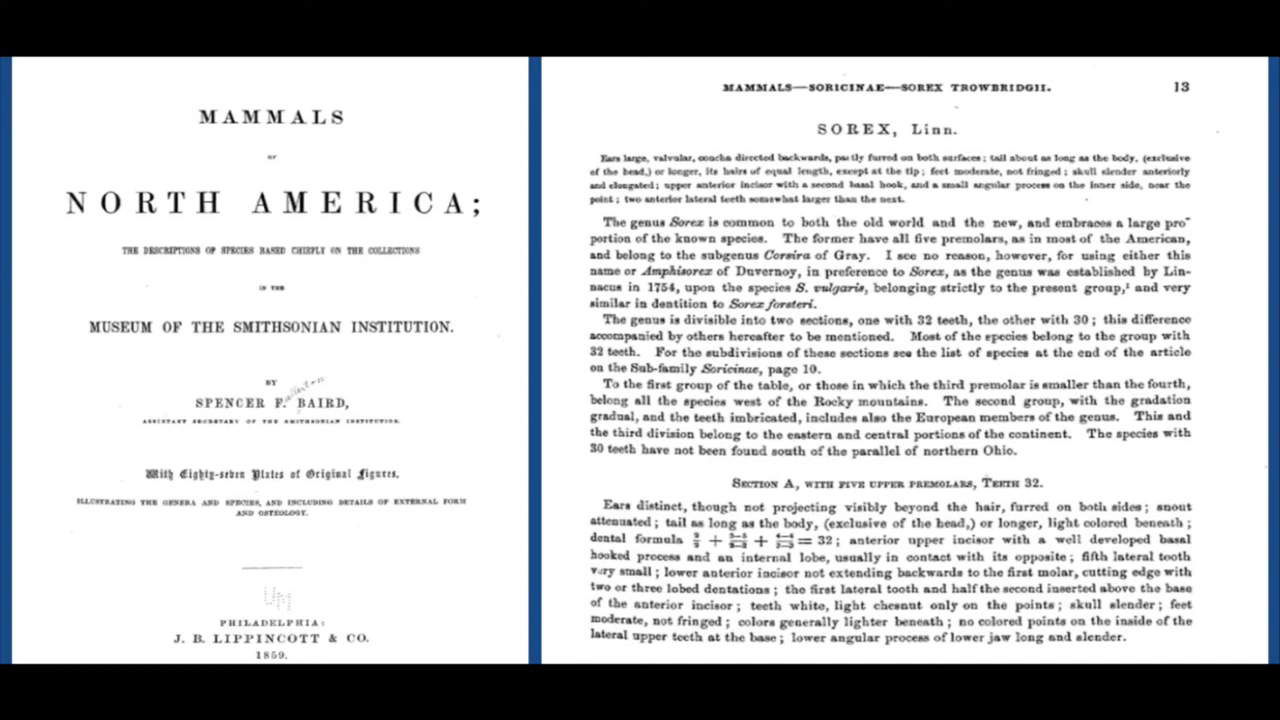 MAMMALS
OF
NORTH AMERICA;
THE DESCRIPTIONS OF SPECIES BASED CHIEFLY ON THE COLLECTIONS
IN THE
MUSEUM OF THE SMITHSONIAN INSTITUTION.
BY
SPENCER F. BAIRD,
ASSISTANT SECRETARY OF THE SMITHSONIAN INSTITUTION.
With Eighty-seven Plates of Original Figures,
ILLUSTRATING THE GENERA AND SPECIES, AND INCLUDING DETAILS OF EXTERNAL FORM
AND OSTEOLOGY.
UM
PHILADELPHIA:
J. B. LIPPINCOTT & CO.
1859.
MAMMALS—SORICINAE—SOREX TROWBRIDGII. 13
SOREX, Linn.
Ears large, valvular, concha directed backwards, partly furred on both surfaces; tail about as long as the body, (exclusive
of the head,) or longer, its hairs of equal length, except at the tip; feet moderate, not fringed; skull slender anteriorly
and elongated; upper anterior incisor with a second basal hook, and a small angular process on the inner side, near the
point; two anterior lateral teeth somewhat larger than the next.
The genus Sorex is common to both the old world and the new, and embraces a large pro-
portion of the known species. The former have all five premolars, as in most of the American,
and belong to the subgenus Corsira of Gray. I see no reason, however, for using either this
name or Amphisorex of Duvernoy, in preference to Sorex, as the genus was established by Lin-
naeus in 1754, upon the species S. vulgaris, belonging strictly to the present group,¹ and very
similar in dentition to Sorex forsteri.
The genus is divisible into two sections, one with 32 teeth, the other with 30; this difference
accompanied by others hereafter to be mentioned. Most of the species belong to the group with
32 teeth. For the subdivisions of these sections see the list of species at the end of the article
on the Sub-family Soricinae, page 10.
To the first group of the table, or those in which the third premolar is smaller than the fourth,
belong all the species west of the Rocky mountains. The second group, with the gradation
gradual, and the teeth imbricated, includes also the European members of the genus. This and
the third division belong to the eastern and central portions of the continent. The species with
30 teeth have not been found south of the parallel of northern Ohio.
SECTION A, WITH FIVE UPPER PREMOLARS, TEETH 32.
Ears distinct, though not projecting visibly beyond the hair, furred on both sides; snout
attenuated; tail as long as the body, (exclusive of the head,) or longer, light colored beneath;
dental formula = 32; anterior upper incisor with a well developed basal
hooked process and an internal lobe, usually in contact with its opposite; fifth lateral tooth
very small; lower anterior incisor not extending backwards to the first molar, cutting edge with
two or three lobed dentations; the first lateral tooth and half the second inserted above the base
of the anterior incisor; teeth white, light chesnut only on the points; skull slender; feet
moderate, not fringed; colors generally lighter beneath; no colored points on the inside of the
lateral upper teeth at the base; lower angular process of lower jaw long and slender.